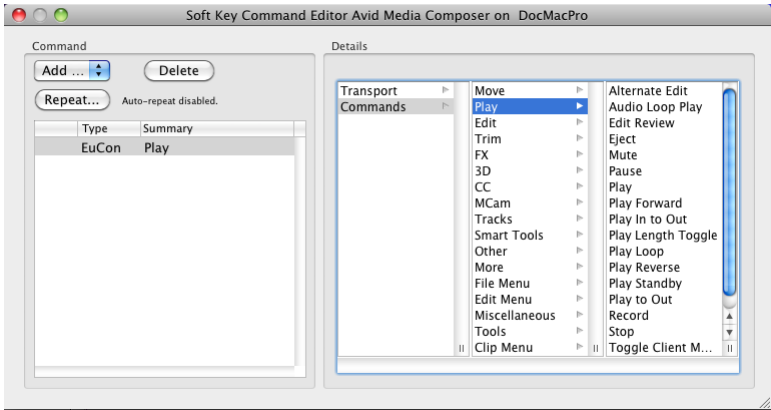 Soft Key Command Editor Avid Media Composer on DocMacPro
Command
Add ...
Delete
Repeat...
Auto-repeat disabled.
Type Summary
EuCon Play
Details
Transport
Commands
Move
Play
Edit
Trim
FX
3D
CC
MCam
Tracks
Smart Tools
Other
More
File Menu
Edit Menu
Miscellaneous
Tools
Clip Menu
Alternate Edit
Audio Loop Play
Edit Review
Eject
Mute
Pause
Play
Play Forward
Play In to Out
Play Length Toggle
Play Loop
Play Reverse
Play Standby
Play to Out
Record
Stop
Toggle Client M...